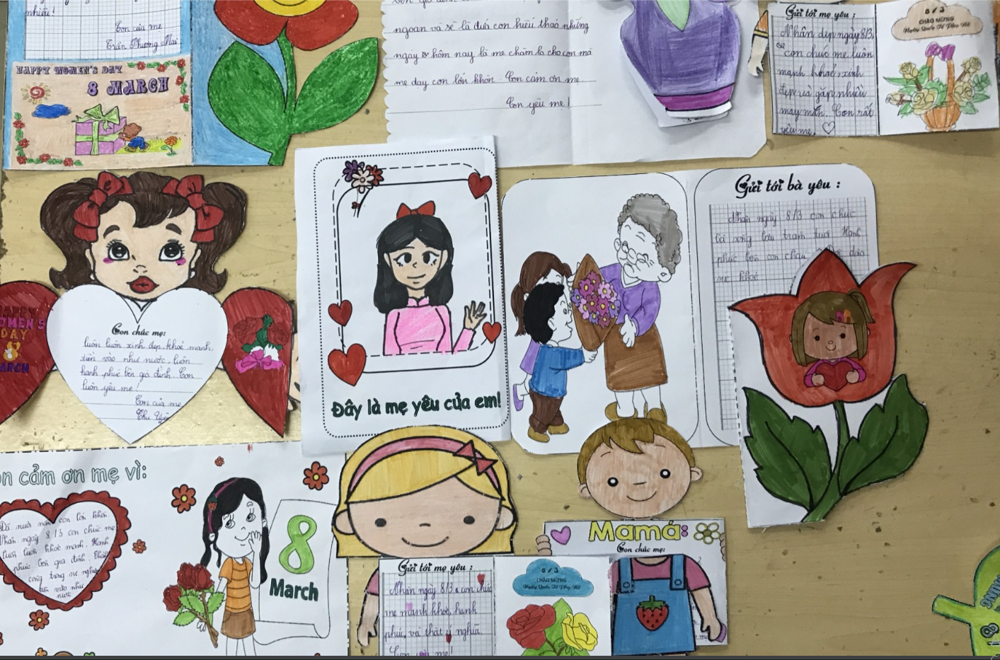 nhiều!
Con của mẹ
Trần Phương Mai
HAPPY WOMEN'S DAY
8 MARCH
ngoan và sẽ là đứa con hiếu thảo những
ngày hôm nay là mẹ chăm lo cho con mà
mẹ dạy con lớn khôn. Con cảm ơn mẹ
Con yêu mẹ!
Gửi tới mẹ yêu :
Nhân dịp ngày 8/3
con chúc mẹ luôn
mạnh khoẻ, xinh
đẹp và gặp nhiều
may mắn. Con rất
yêu mẹ.
8/3
CHÀO MỪNG
Ngày Quốc Tế Phụ Nữ
HAPPY
WOMEN'S
DAY
8
MARCH
Con chúc mẹ:
luôn luôn xinh đẹp, khoẻ mạnh,
tiền vào như nước, luôn
hạnh phúc bên gia đình. Con
luôn yêu mẹ!
Con của mẹ
Thu
Đây là mẹ yêu của em!
Gửi tới bà yêu :
Nhân ngày 8/3 con chúc
bà sống lâu trăm tuổi Hạnh
phúc bên con cháu dào
sức khoẻ
on cảm ơn mẹ vì:
Đã nuôi nấng con lớn khôn
Nhân ngày 8/3 con chúc mẹ
luôn luôn khoẻ mạnh. Hạnh
phúc bên gia đình. Thành
công trong sự nghiệp
tiền vào như
nước
8
March
Gửi tới mẹ yêu :
Nhân ngày 8/3 con chúc
mẹ mạnh khoẻ, hạnh
phúc, và thật ý nghĩa
Con yêu mẹ!
8/3
CHÀO MỪNG
Ngày Quốc Tế Phụ Nữ
Mamá:
Con chúc mẹ: